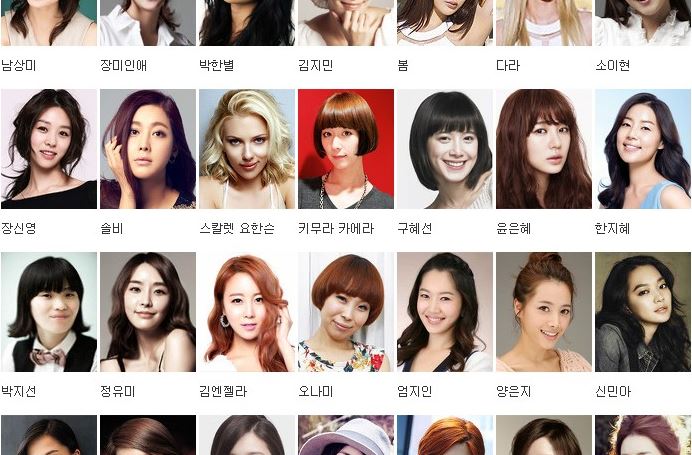 남상미 장미인애 박한별 김지민 봄 다라 소이현
장신영 솔비 스칼렛 요한슨 키무라 카에라 구혜선 윤은혜 한지혜
박지선 정유미 김엔젤라 오나미 엄지인 양은지 신민아